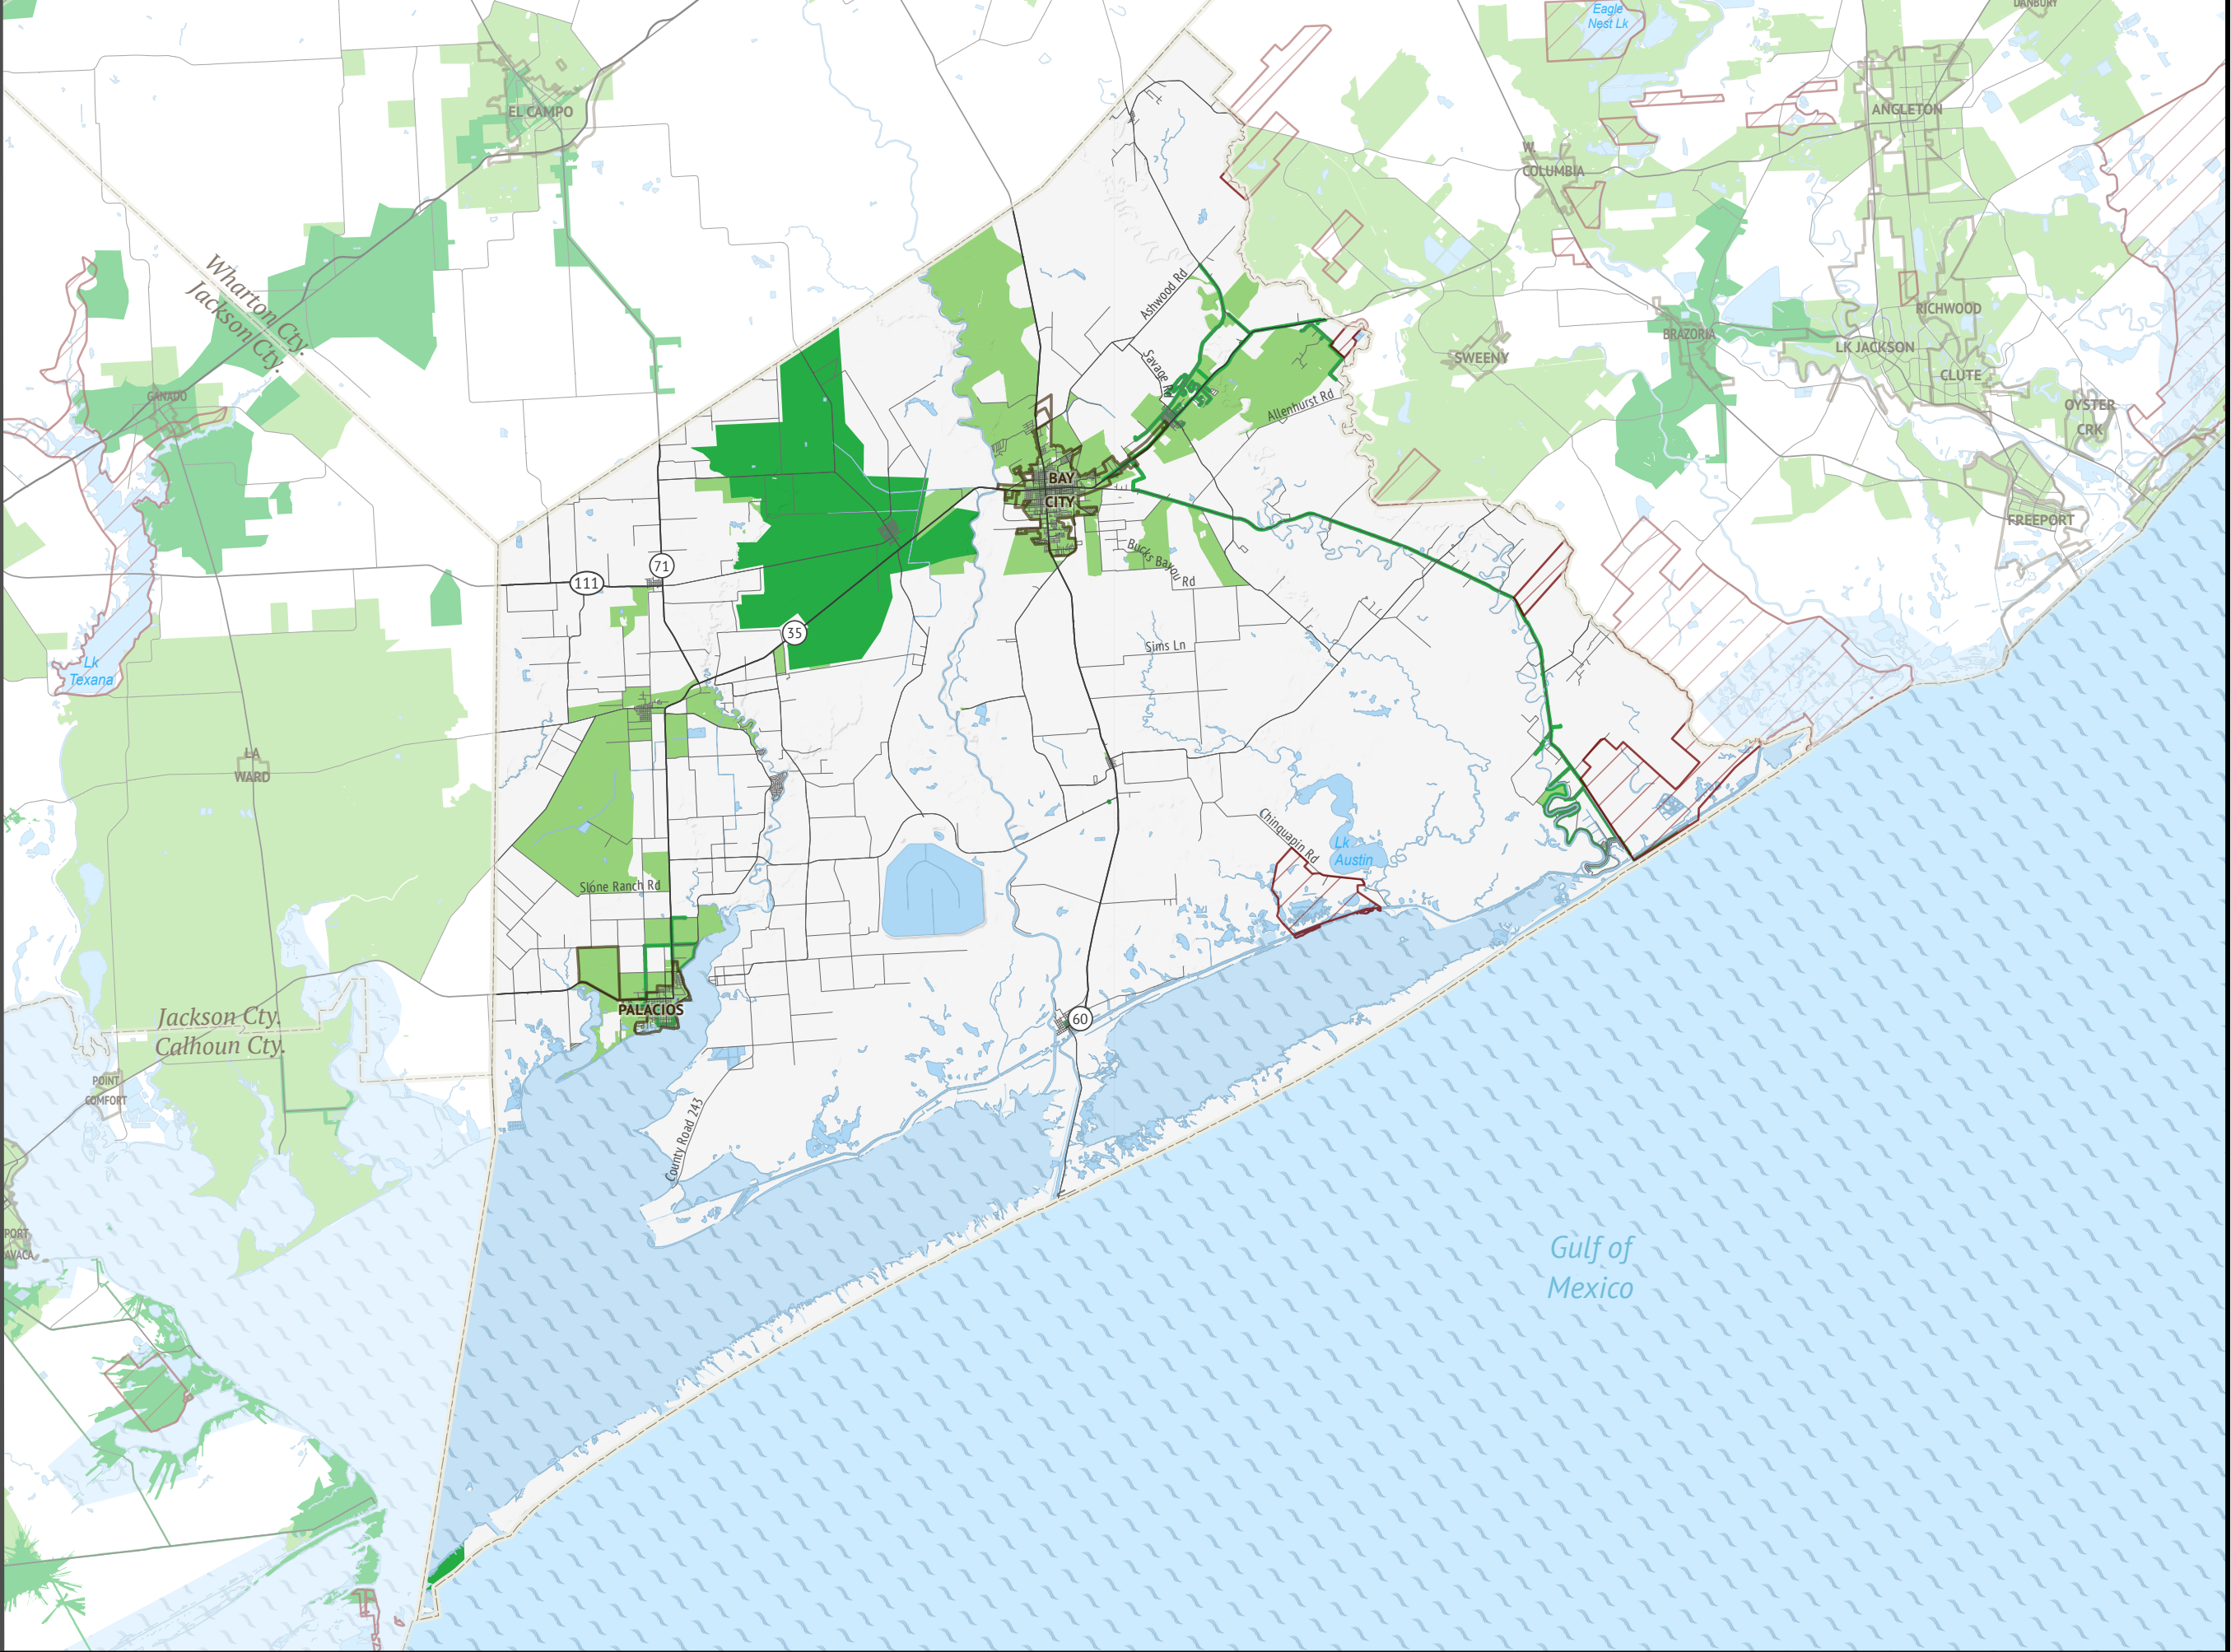 Eagle
Nest Lk
DANBURY
EL CAMPO
ANGLETON
W.
COLUMBIA
Wharton Cty.
Jackson Cty.
Ashwood Rd
RICHWOOD
BRAZORIA
LK JACKSON
SWEENY
Savage Rd
CLUTE
GANADO
Allenhurst Rd
OYSTER
CRK
BAY
CITY
FREEPORT
Bucks Bayou Rd
71
111
35
Sims Ln
Lk
Texana
LA
WARD
Chinquapin Rd
Lk
Austin
Slone Ranch Rd
PALACIOS
Jackson Cty.
Calhoun Cty.
60
POINT
COMFORT
County Road 243
PORT
AVACA
Gulf of
Mexico